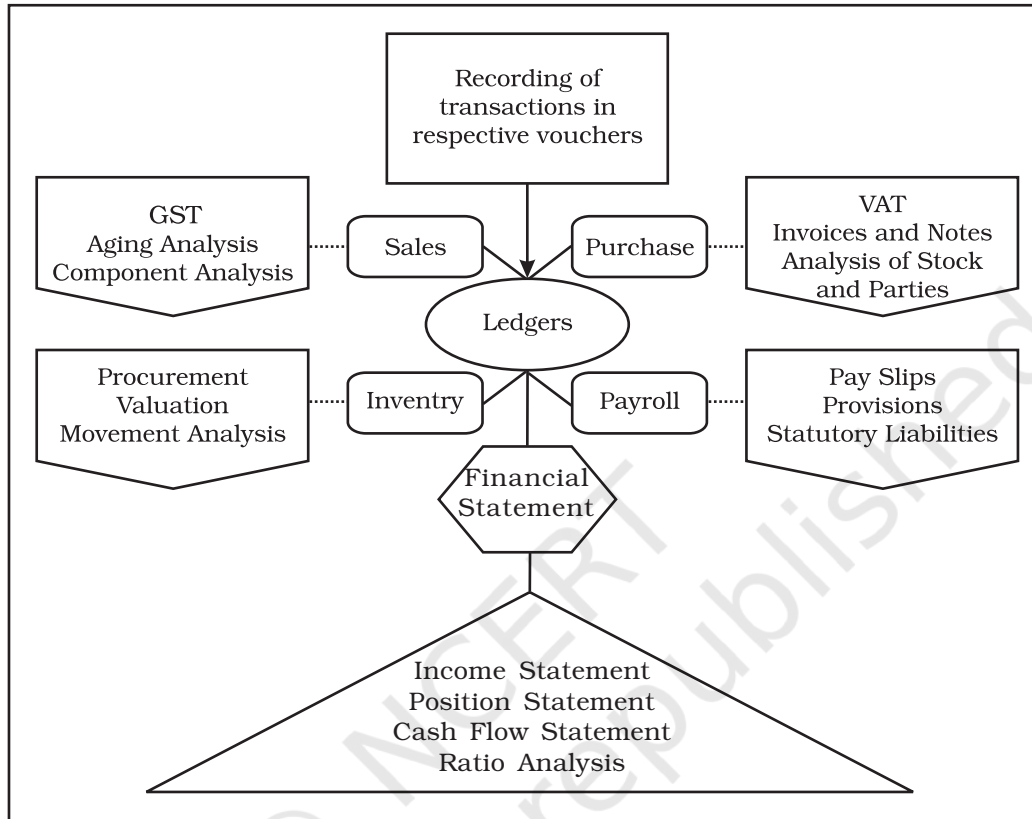 Recording of
transactions in
respective vouchers
GST
Aging Analysis
Component Analysis
Sales
Purchase
VAT
Invoices and Notes
Analysis of Stock
and Parties
Ledgers
Procurement
Valuation
Movement Analysis
Inventry
Payroll
Pay Slips
Provisions
Statutory Liabilities
Financial
Statement
Income Statement
Position Statement
Cash Flow Statement
Ratio Analysis
© NCERT
republished